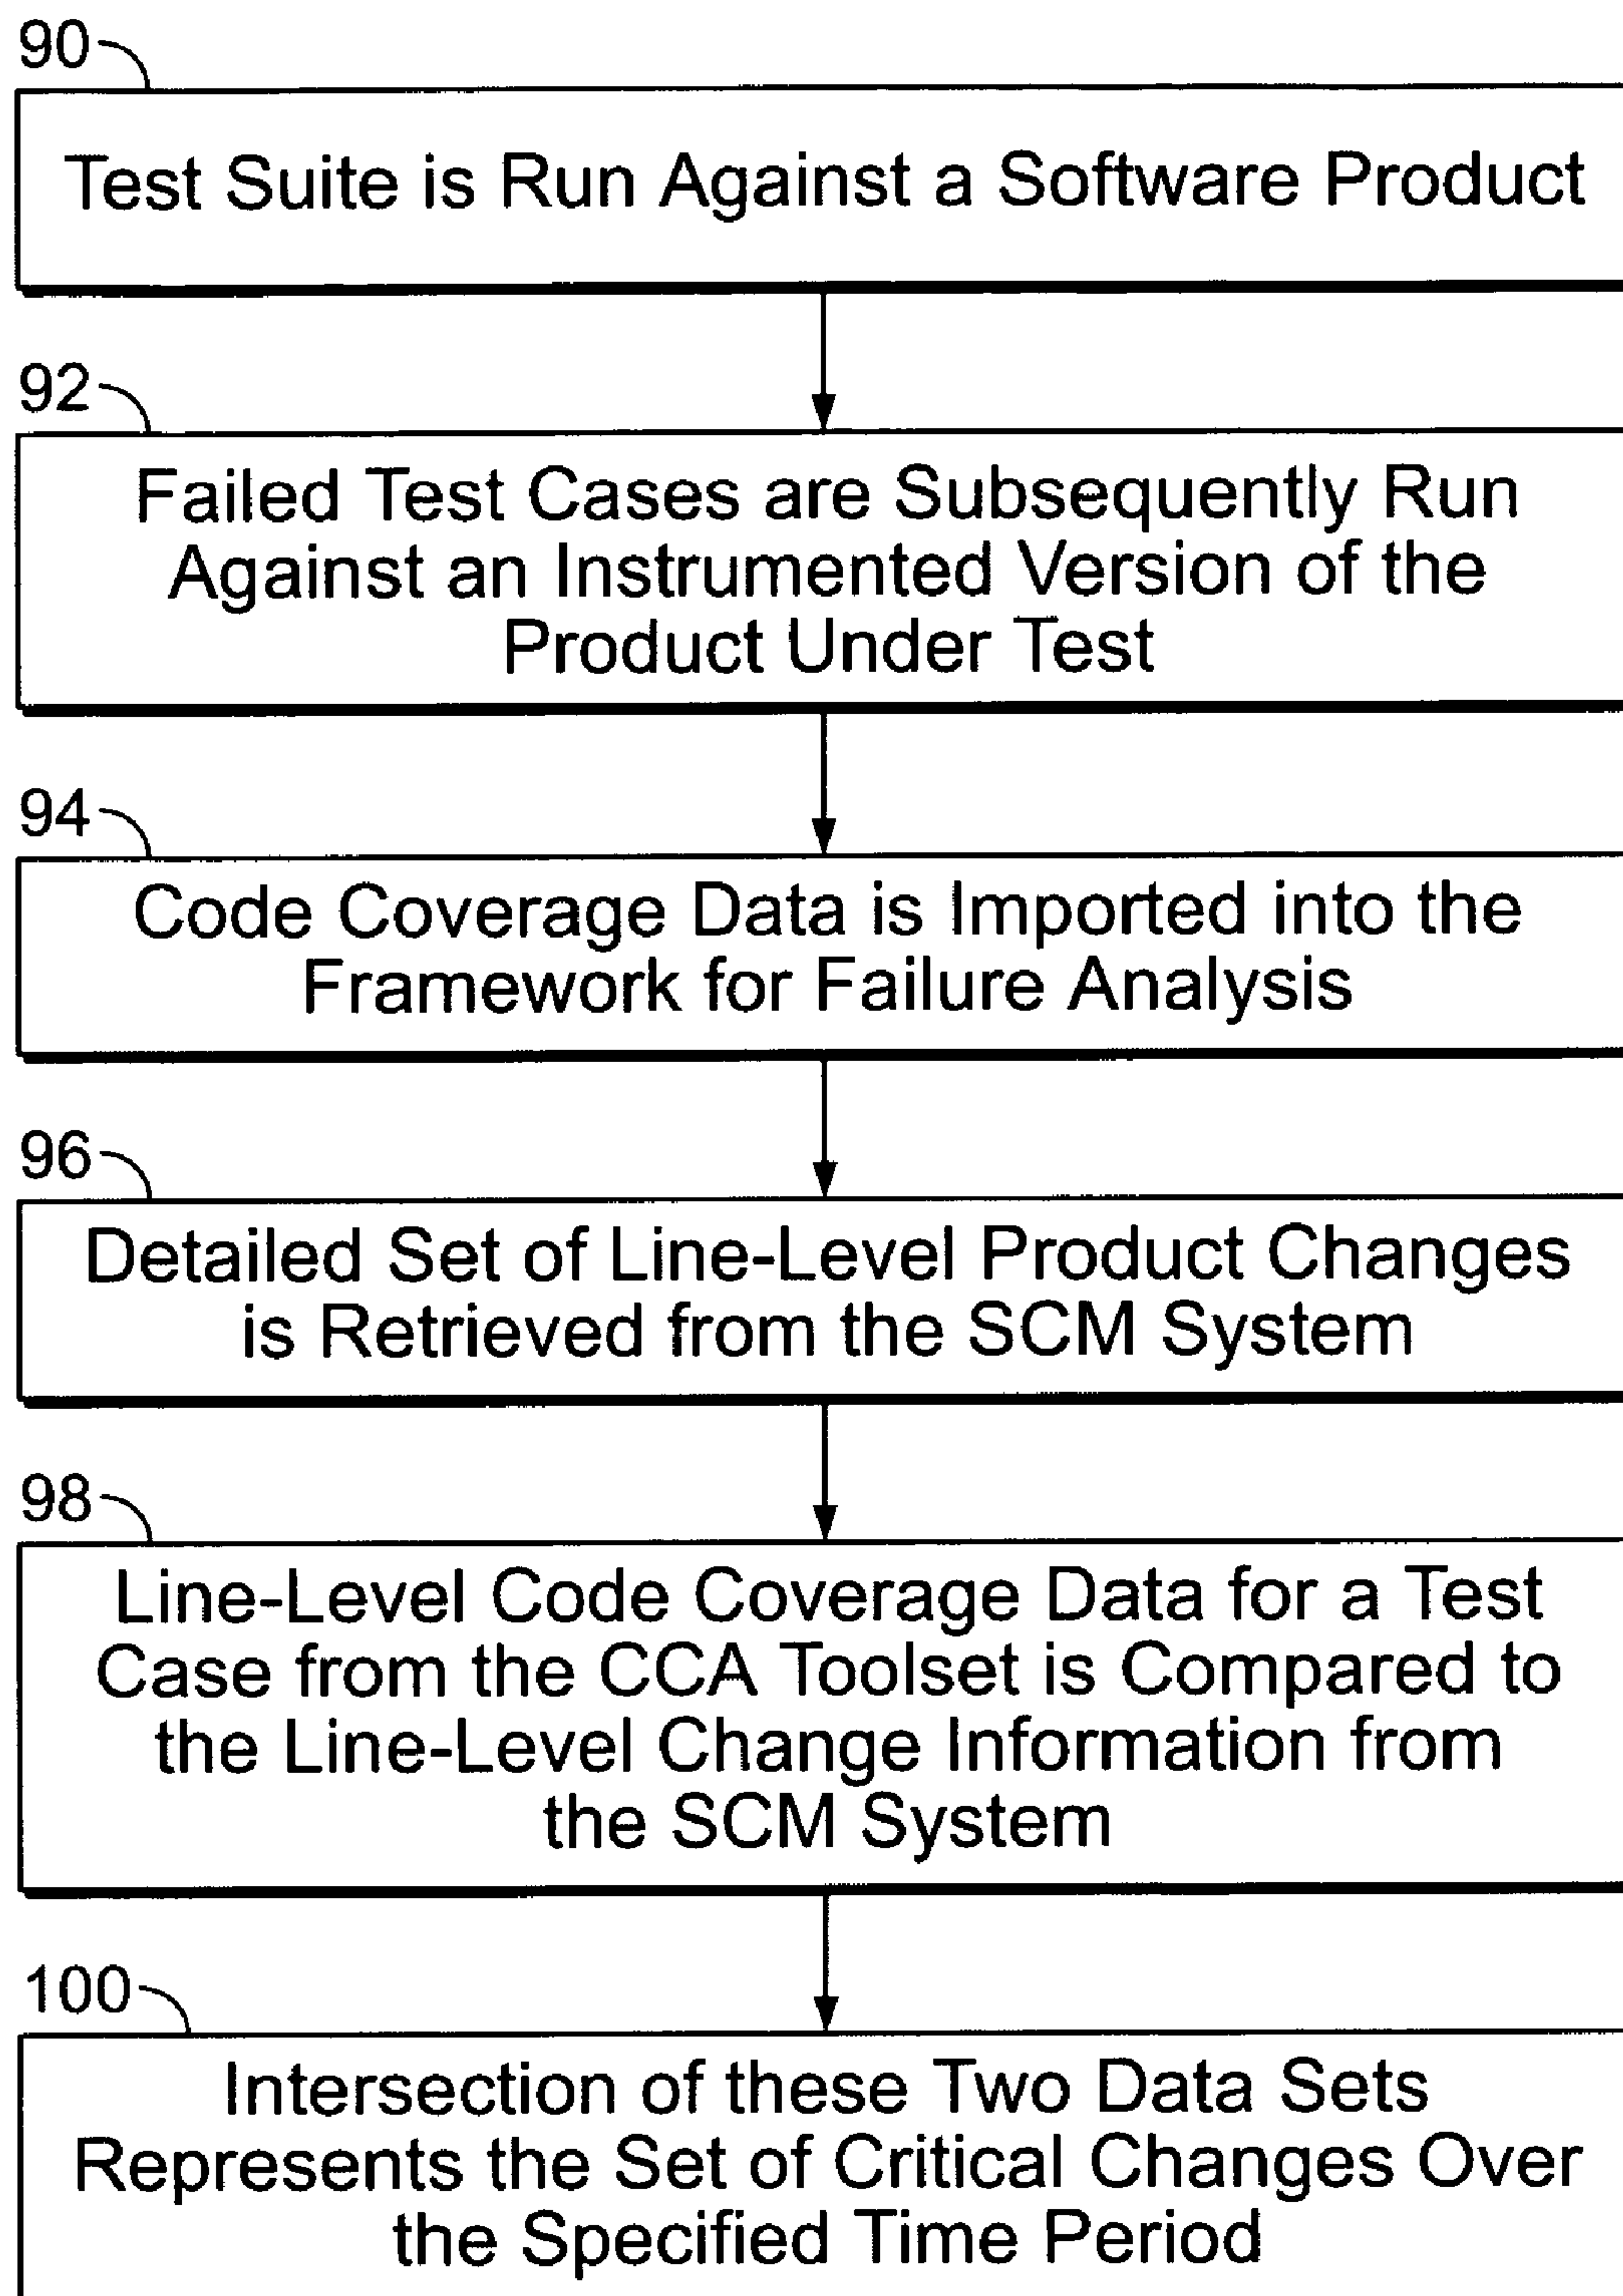 90
Test Suite is Run Against a Software Product
92
Failed Test Cases are Subsequently Run
Against an Instrumented Version of the
Product Under Test
94
Code Coverage Data is Imported into the
Framework for Failure Analysis
96
Detailed Set of Line-Level Product Changes
is Retrieved from the SCM System
98
Line-Level Code Coverage Data for a Test
Case from the CCA Toolset is Compared to
the Line-Level Change Information from
the SCM System
100
Intersection of these Two Data Sets
Represents the Set of Critical Changes Over
the Specified Time Period